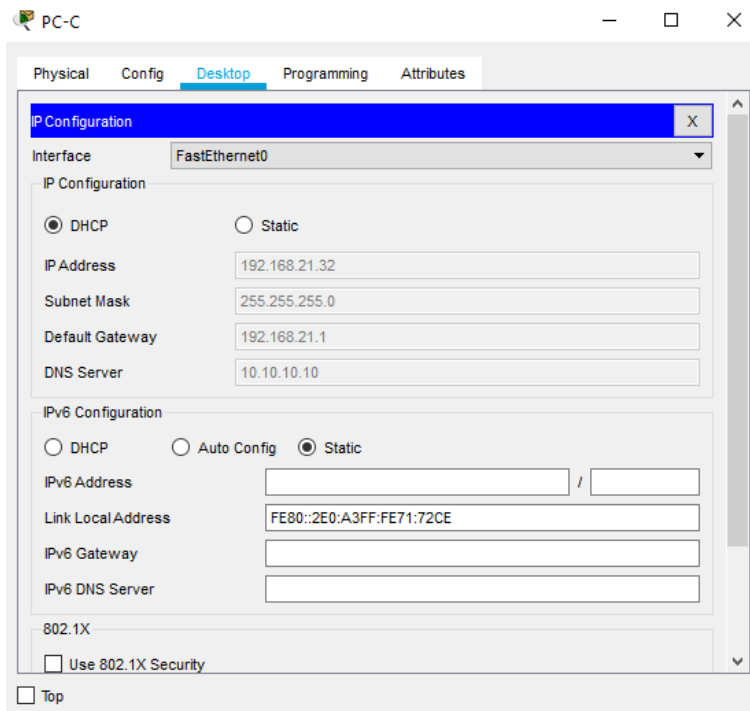 PC-C
Physical Config Desktop Programming Attributes
IP Configuration X
Interface FastEthernet0
IP Configuration
DHCP Static
IP Address 192.168.21.32
Subnet Mask 255.255.255.0
Default Gateway 192.168.21.1
DNS Server 10.10.10.10
IPv6 Configuration
DHCP Auto Config Static
IPv6 Address /
Link Local Address FE80::2E0:A3FF:FE71:72CE
IPv6 Gateway
IPv6 DNS Server
802.1X
Use 802.1X Security
Top